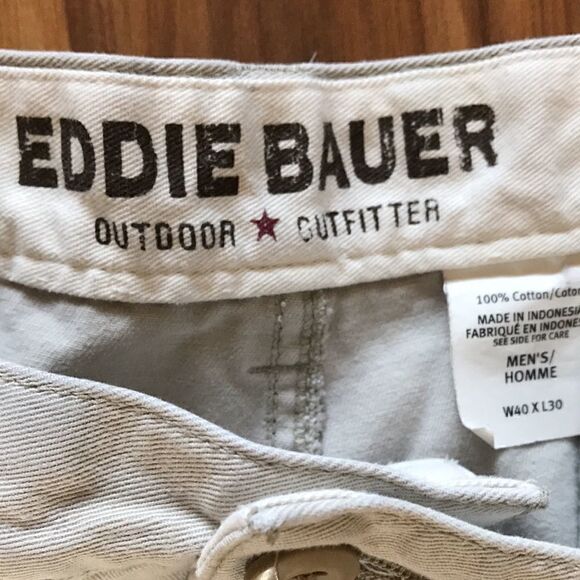 EDDIE BAUER
OUTDOOR ★ OUTFITTER
100% Cotton/Coton
MADE IN INDONESIA
FABRIQUÉ EN
SEE SIDE FOR CARE
MEN'S/
HOMME
W40 X L30